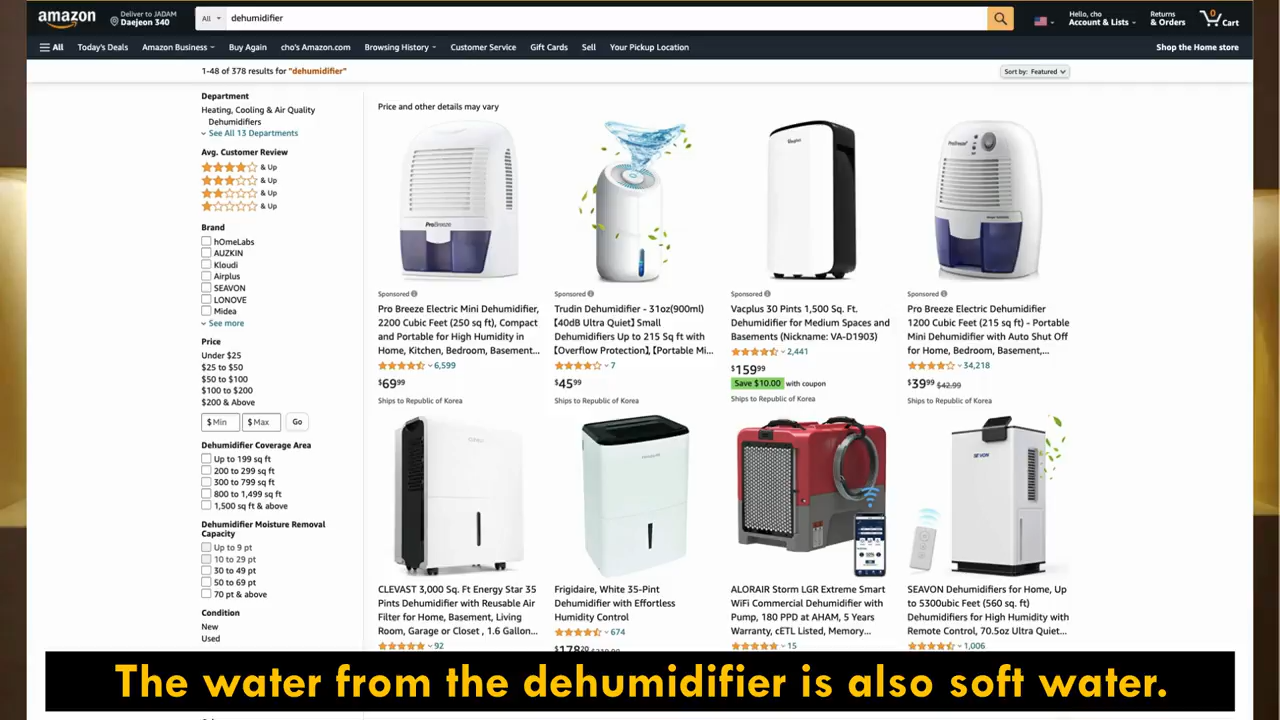 amazon
Deliver to JADAM
Daejeon 340
All
dehumidifier
Hello, cho
Account & Lists
Returns
& Orders
0
Cart
All
Today's Deals
Amazon Business
Buy Again
cho's Amazon.com
Browsing History
Customer Service
Gift Cards
Sell
Your Pickup Location
Shop the Home store
1-48 of 378 results for "dehumidifier"
Sort by: Featured
Department
Heating, Cooling & Air Quality
Dehumidifiers
See All 13 Departments
Avg. Customer Review
& Up
& Up
& Up
& Up
Brand
hOmeLabs
AUZKIN
Kloudi
Airplus
SEAVON
LONOVE
Midea
See more
Price
Under $25
$25 to $50
$50 to $100
$100 to $200
$200 & Above
$ Min
$ Max
Go
Dehumidifier Coverage Area
Up to 199 sq ft
200 to 299 sq ft
300 to 799 sq ft
800 to 1,499 sq ft
1,500 sq ft & above
Dehumidifier Moisture Removal
Capacity
Up to 9 pt
10 to 29 pt
30 to 49 pt
50 to 69 pt
70 pt & above
Condition
New
Used
Price and other details may vary
ProBreeze
Sponsored
Pro Breeze Electric Mini Dehumidifier,
2200 Cubic Feet (250 sq ft), Compact
and Portable for High Humidity in
Home, Kitchen, Bedroom, Basement...
6,599
$69⁹⁹
Ships to Republic of Korea
Sponsored
Trudin Dehumidifier - 31oz(900ml)
【40dB Ultra Quiet】Small
Dehumidifiers Up to 215 Sq ft with
【Overflow Protection】, 【Portable Mi...
7
$45⁹⁹
Ships to Republic of Korea
Vacplus
Sponsored
Vacplus 30 Pints 1,500 Sq. Ft.
Dehumidifier for Medium Spaces and
Basements (Nickname: VA-D1903)
2,441
$159⁹⁹
Save $10.00 with coupon
Ships to Republic of Korea
ProBreeze
Sponsored
Pro Breeze Electric Dehumidifier
1200 Cubic Feet (215 sq ft) - Portable
Mini Dehumidifier with Auto Shut Off
for Home, Bedroom, Basement,...
34,218
$39⁹⁹ $42.99
Ships to Republic of Korea
CLEVAST 3,000 Sq. Ft Energy Star 35
Pints Dehumidifier with Reusable Air
Filter for Home, Basement, Living
Room, Garage or Closet , 1.6 Gallon...
92
Frigidaire, White 35-Pint
Dehumidifier with Effortless
Humidity Control
674
$178²⁰
ALORAIR Storm LGR Extreme Smart
WiFi Commercial Dehumidifier with
Pump, 180 PPD at AHAM, 5 Years
Warranty, cETL Listed, Memory...
15
SEAVON Dehumidifiers for Home, Up
to 5300ubic Feet (560 sq. ft)
Dehumidifiers for High Humidity with
Remote Control, 70.5oz Ultra Quiet...
1,006
The water from the dehumidifier is also soft water.